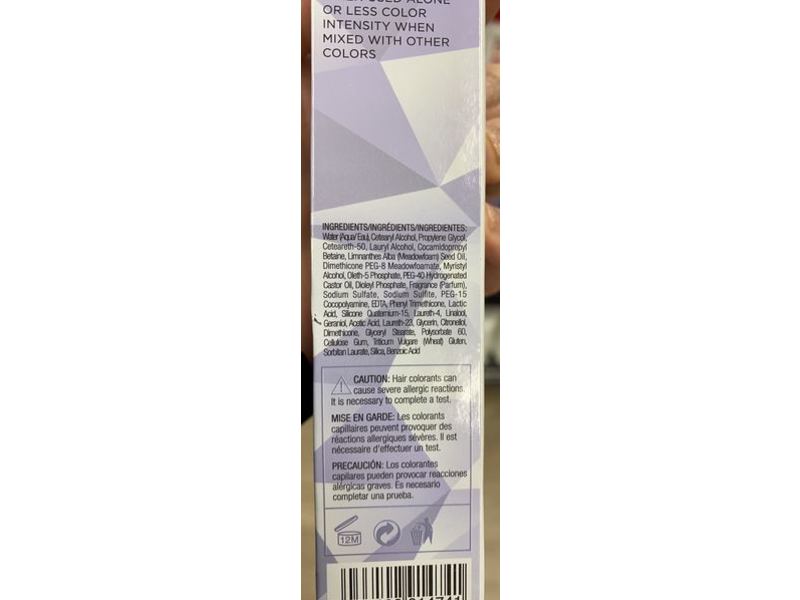 ALONE
OR LESS COLOR
INTENSITY WHEN
MIXED WITH OTHER
COLORS
INGREDIENTS/INGRÉDIENTS/INGREDIENTES:
Water (Aqua/Eau), Cetearyl Alcohol, Propylene Glycol,
Ceteareth-50, Lauryl Alcohol, Cocamidopropyl
Betaine, Limnanthes Alba (Meadowfoam) Seed Oil,
Dimethicone PEG-8 Meadowfoamate, Myristyl
Alcohol, Oleth-5 Phosphate, PEG-40 Hydrogenated
Castor Oil, Dioleyl Phosphate, Fragrance (Parfum),
Sodium Sulfate, Sodium Sulfite, PEG-15
Cocopolyamine, EDTA, Phenyl Trimethicone, Lactic
Acid, Silicone Quaternium-15, Laureth-4, Linalool,
Geraniol, Acetic Acid, Laureth-23, Glycerin, Citronellol,
Dimethicone, Glyceryl Stearate, Polysorbate 60,
Cellulose Gum, Triticum Vulgare (Wheat) Gluten,
Sorbitan Laurate, Silica, Benzoic Acid
CAUTION: Hair colorants can
cause severe allergic reactions.
It is necessary to complete a test.
MISE EN GARDE: Les colorants
capillaires peuvent provoquer des
réactions allergiques sévères. Il est
nécessaire d'effectuer un test.
PRECAUCIÓN: Los colorantes
capilares pueden provocar reacciones
alérgicas graves. Es necesario
completar una prueba.
12M